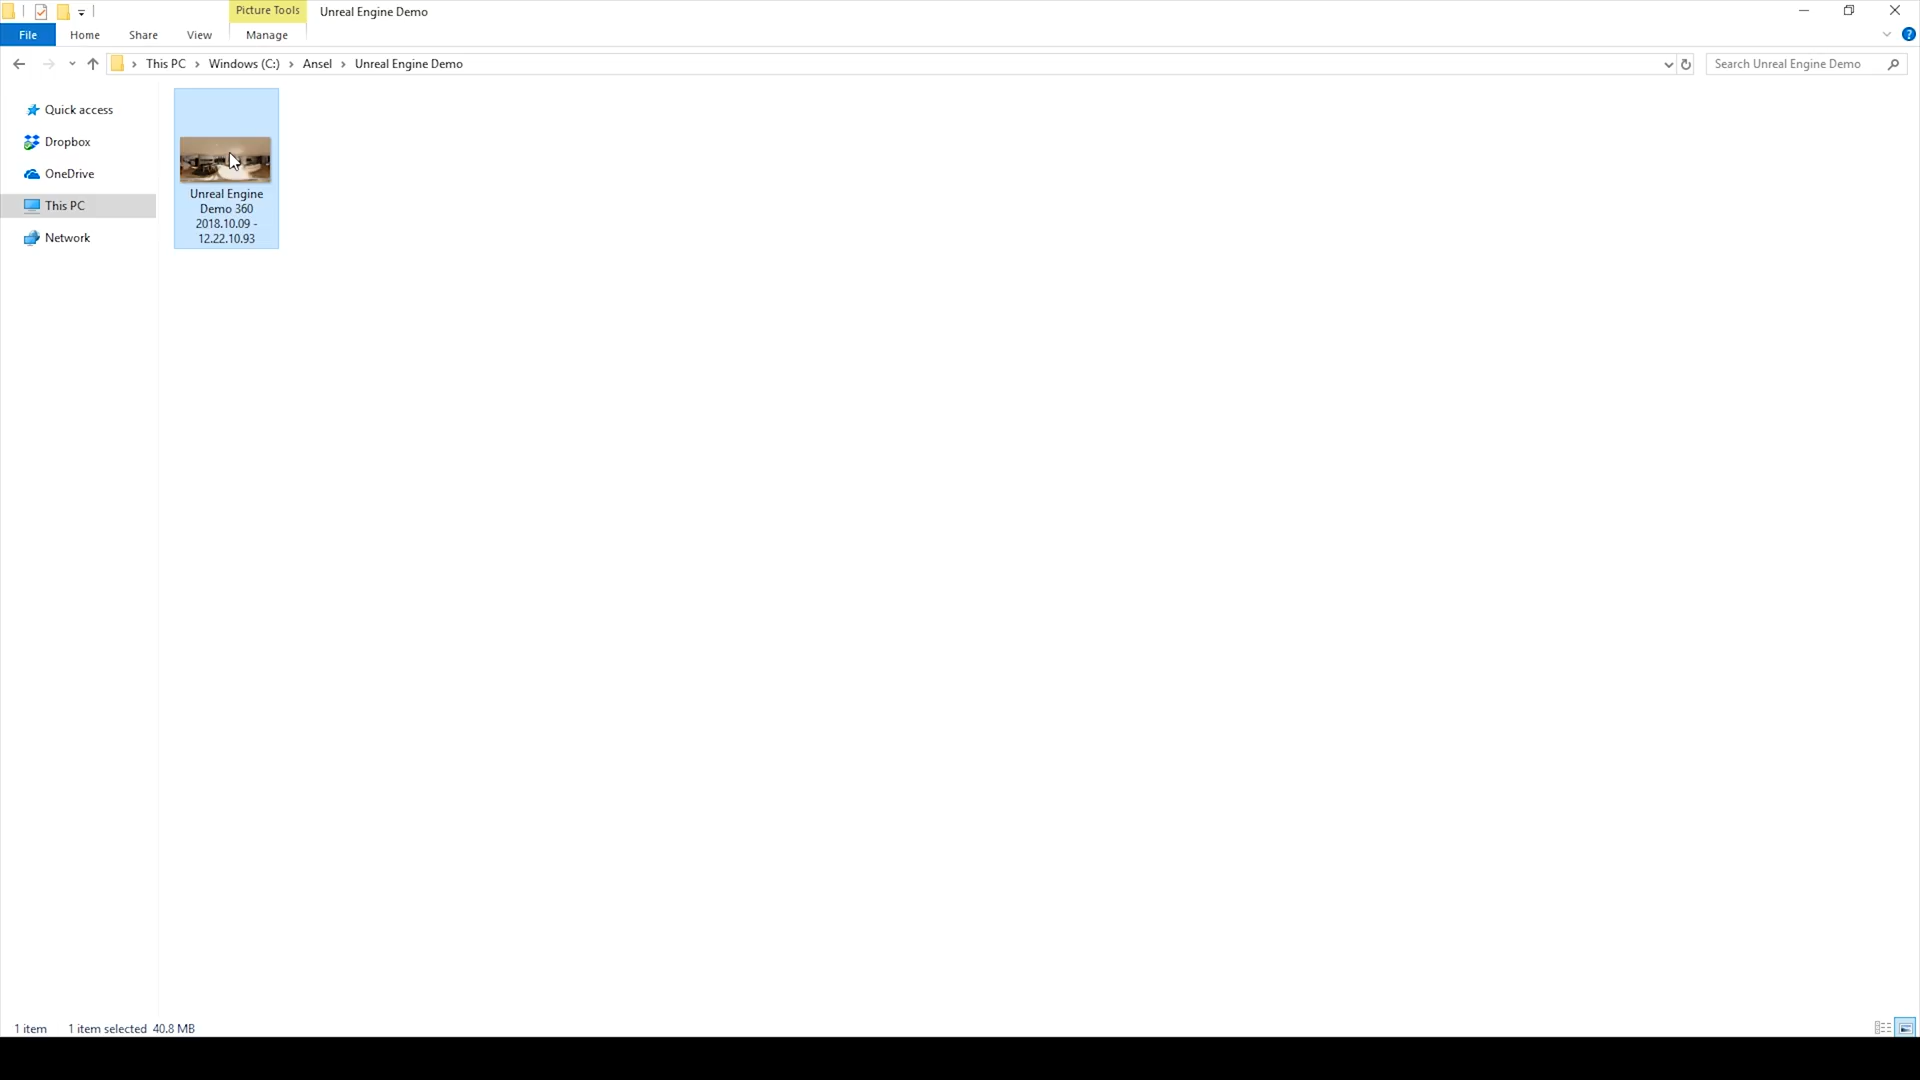 Picture Tools Unreal Engine Demo
File Home Share View Manage
This PC Windows (C:) Ansel Unreal Engine Demo Search Unreal Engine Demo
Quick access
Dropbox
OneDrive
This PC
Network
Unreal Engine
Demo 360
2018.10.09 -
12.22.10.93
1 item 1 item selected 40.8 MB